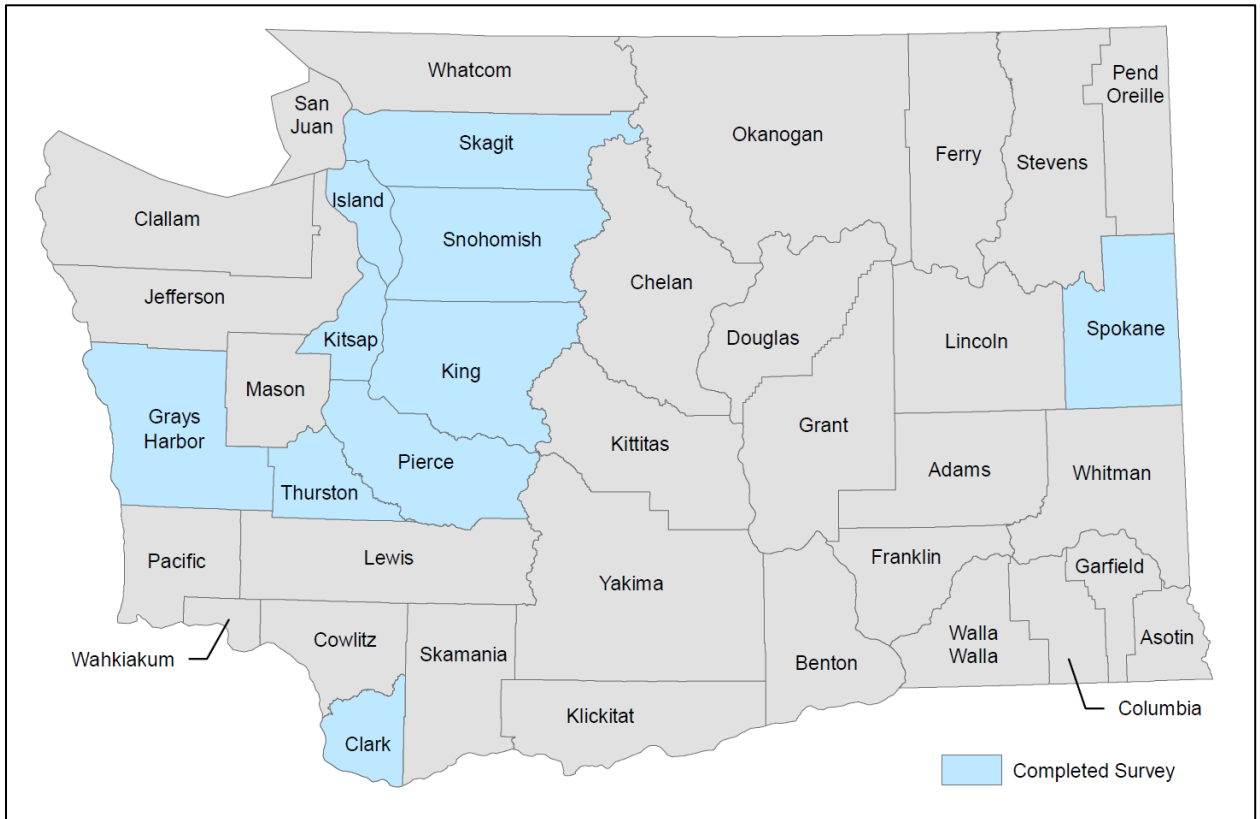 Whatcom
Pend
Oreille
San
Juan
Skagit
Okanogan
Ferry
Stevens
Island
Clallam
Snohomish
Chelan
Jefferson
Kitsap
Douglas
Lincoln
Spokane
King
Mason
Grays
Harbor
Kittitas
Grant
Pierce
Adams
Whitman
Thurston
Pacific
Lewis
Franklin
Garfield
Yakima
Wahkiakum
Cowlitz
Skamania
Walla
Walla
Asotin
Benton
Columbia
Klickitat
Clark
Completed Survey